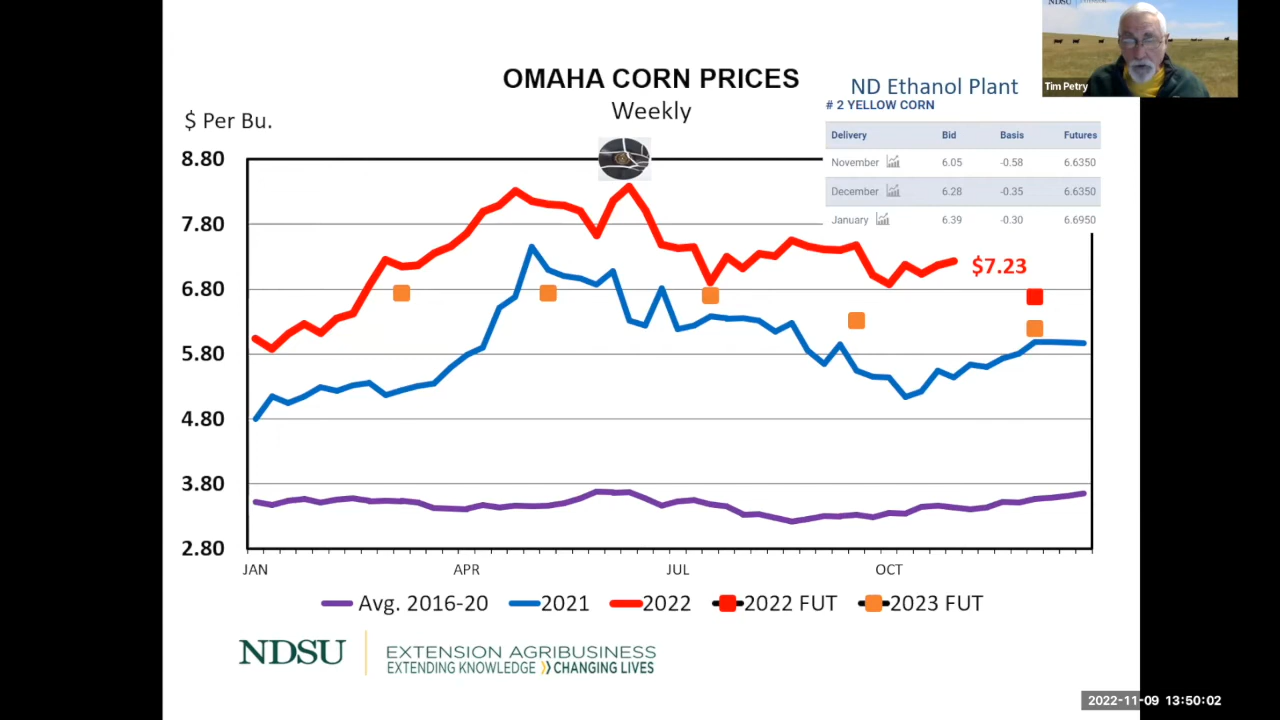 NDSU
Tim Petry
OMAHA CORN PRICES
Weekly
ND Ethanol Plant
# 2 YELLOW CORN
Delivery Bid Basis Futures
November 6.05 -0.58 6.6350
December 6.28 -0.35 6.6350
January 6.39 -0.30 6.6950
$ Per Bu.
8.80
7.80
6.80
5.80
4.80
3.80
2.80
$7.23
JAN APR JUL OCT
Avg. 2016-20 2021 2022 2022 FUT 2023 FUT
NDSU
EXTENSION AGRIBUSINESS
EXTENDING KNOWLEDGE CHANGING LIVES
2022-11-09 13:50:02